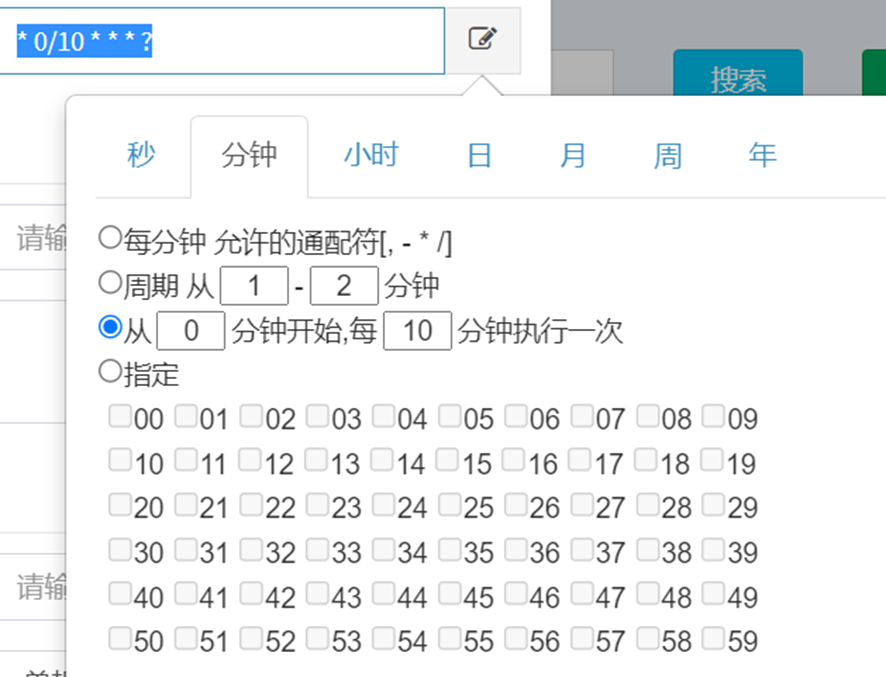 * 0/10 * * * ?
搜索
秒 分钟 小时 日 月 周 年
每分钟 允许的通配符[, - * /]
周期 从 1 - 2 分钟
从 0 分钟开始,每 10 分钟执行一次
指定
00 01 02 03 04 05 06 07 08 09
10 11 12 13 14 15 16 17 18 19
20 21 22 23 24 25 26 27 28 29
30 31 32 33 34 35 36 37 38 39
40 41 42 43 44 45 46 47 48 49
50 51 52 53 54 55 56 57 58 59
请输
请输